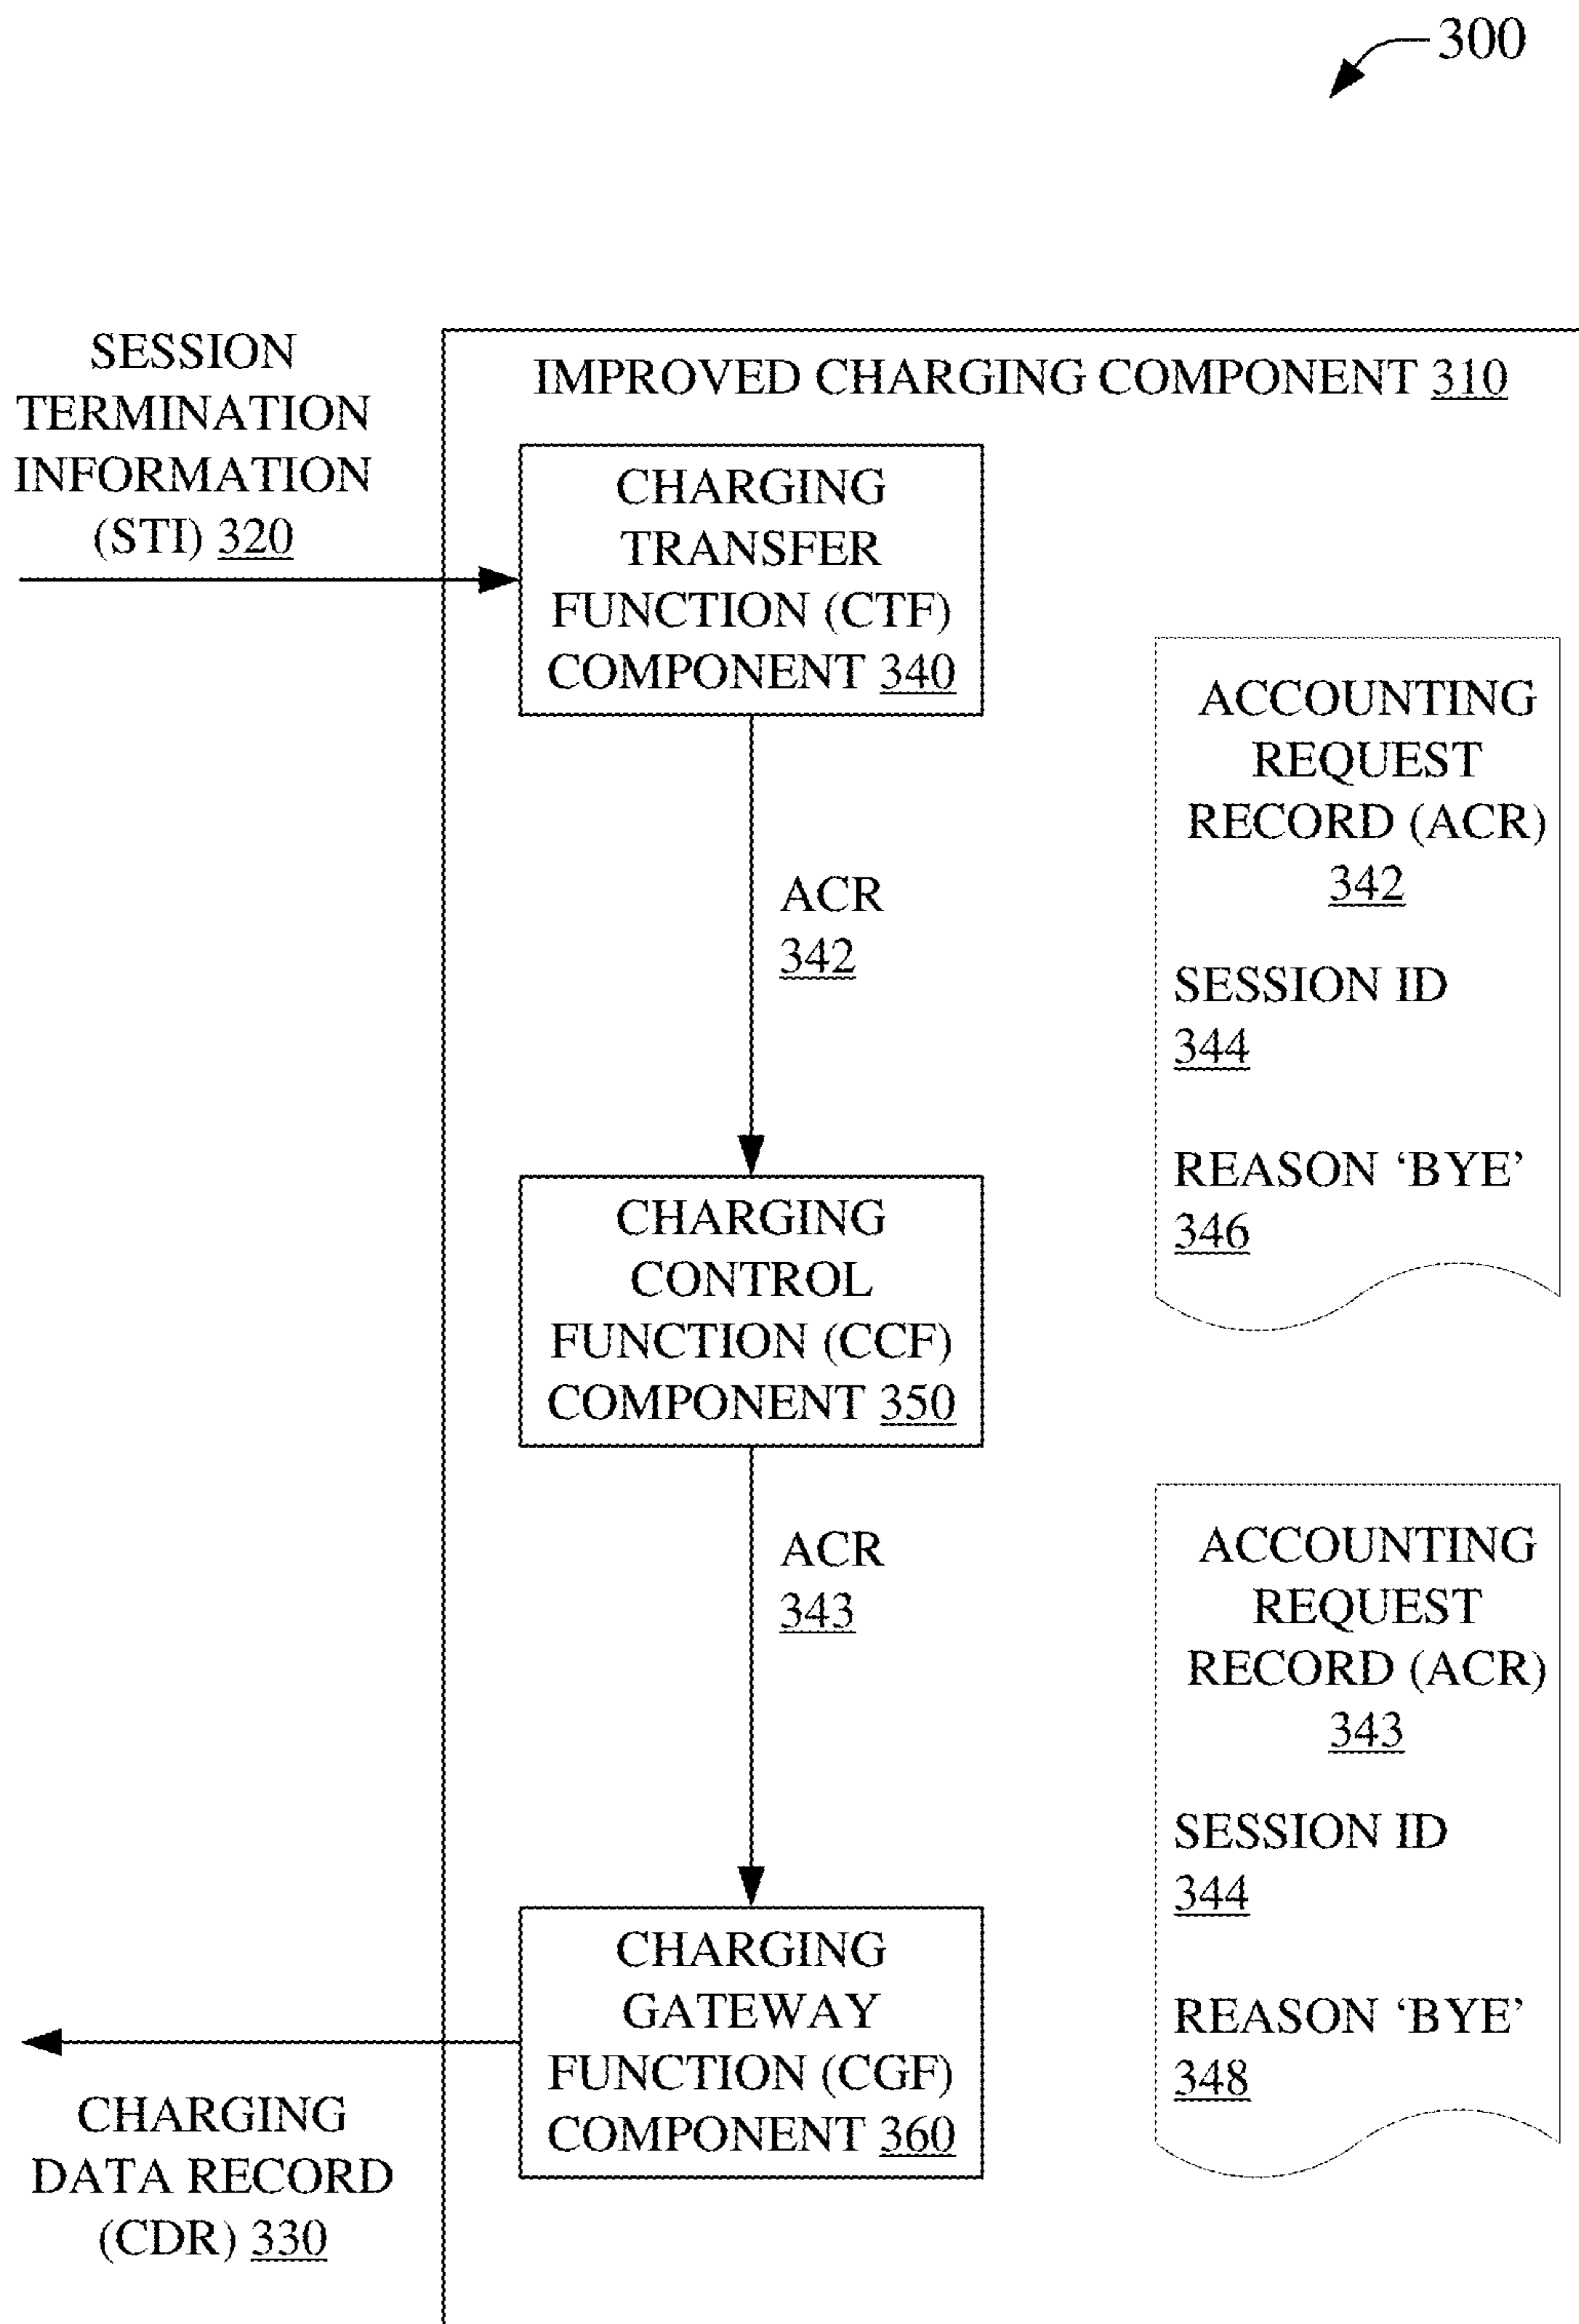 300
SESSION
TERMINATION
INFORMATION
(STI) 320
IMPROVED CHARGING COMPONENT 310
CHARGING
TRANSFER
FUNCTION (CTF)
COMPONENT 340
ACCOUNTING
REQUEST
RECORD (ACR)
342
SESSION ID
344
REASON ‘BYE’
346
ACR
342
CHARGING
CONTROL
FUNCTION (CCF)
COMPONENT 350
ACR
343
ACCOUNTING
REQUEST
RECORD (ACR)
343
SESSION ID
344
REASON ‘BYE’
348
CHARGING
GATEWAY
FUNCTION (CGF)
COMPONENT 360
CHARGING
DATA RECORD
(CDR) 330